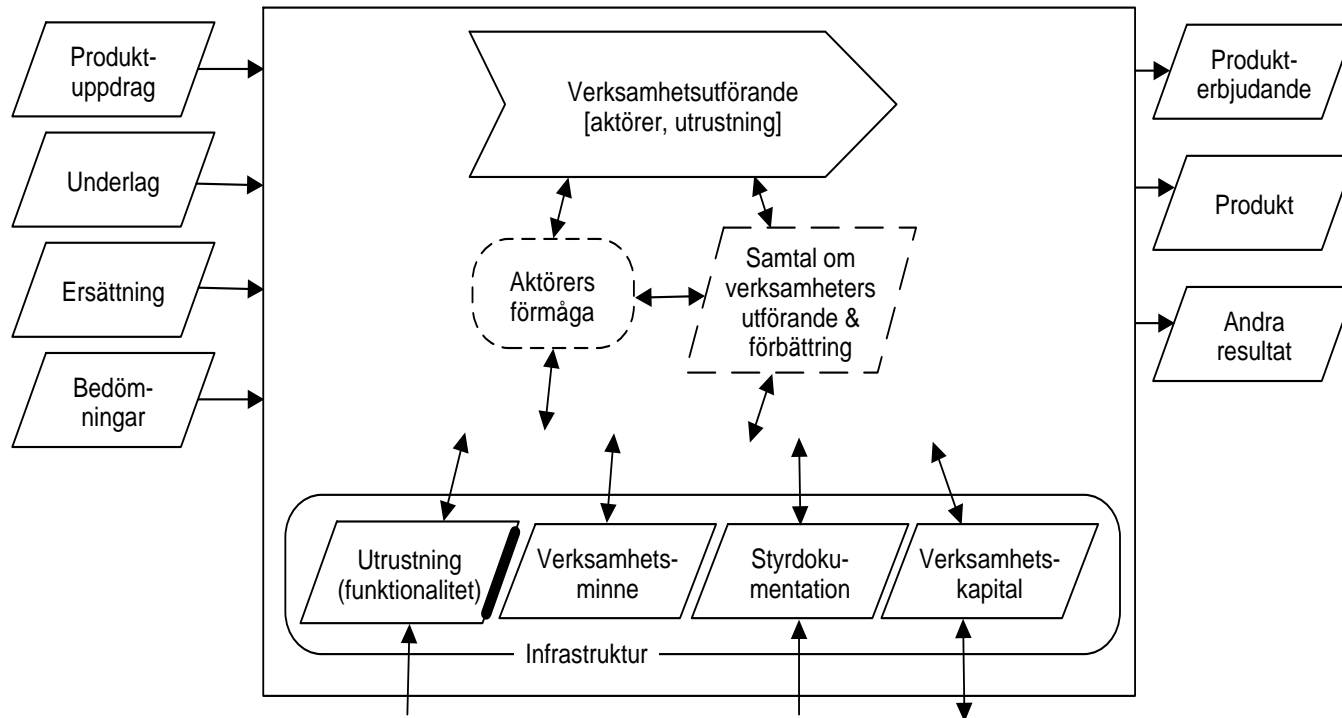 Produkt-
uppdrag
Underlag
Ersättning
Bedöm-
ningar
Verksamhetsutförande
[aktörer, utrustning]
Aktörers
förmåga
Samtal om
verksamheters
utförande &
förbättring
Utrustning
(funktionalitet)
Verksamhets-
minne
Styrdoku-
mentation
Verksamhets-
kapital
Infrastruktur
Produkt-
erbjudande
Produkt
Andra
resultat